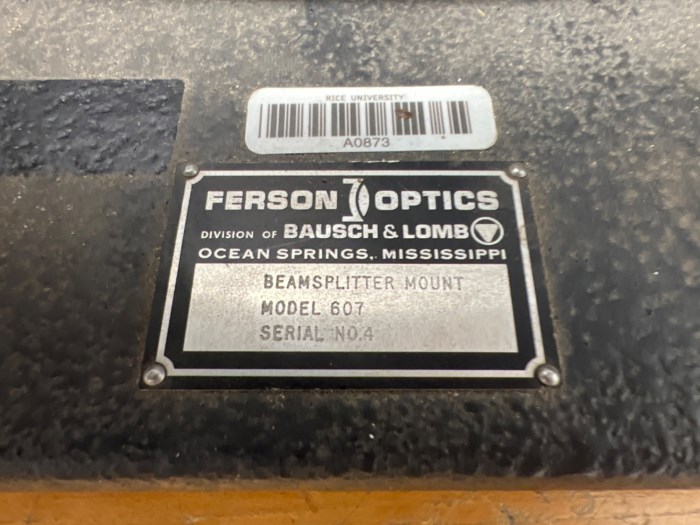 RICE UNIVERSITY
A0873
FERSON OPTICS
DIVISION OF BAUSCH & LOMB
OCEAN SPRINGS, MISSISSIPPI
BEAMSPLITTER MOUNT
MODEL 607
SERIAL NO.4